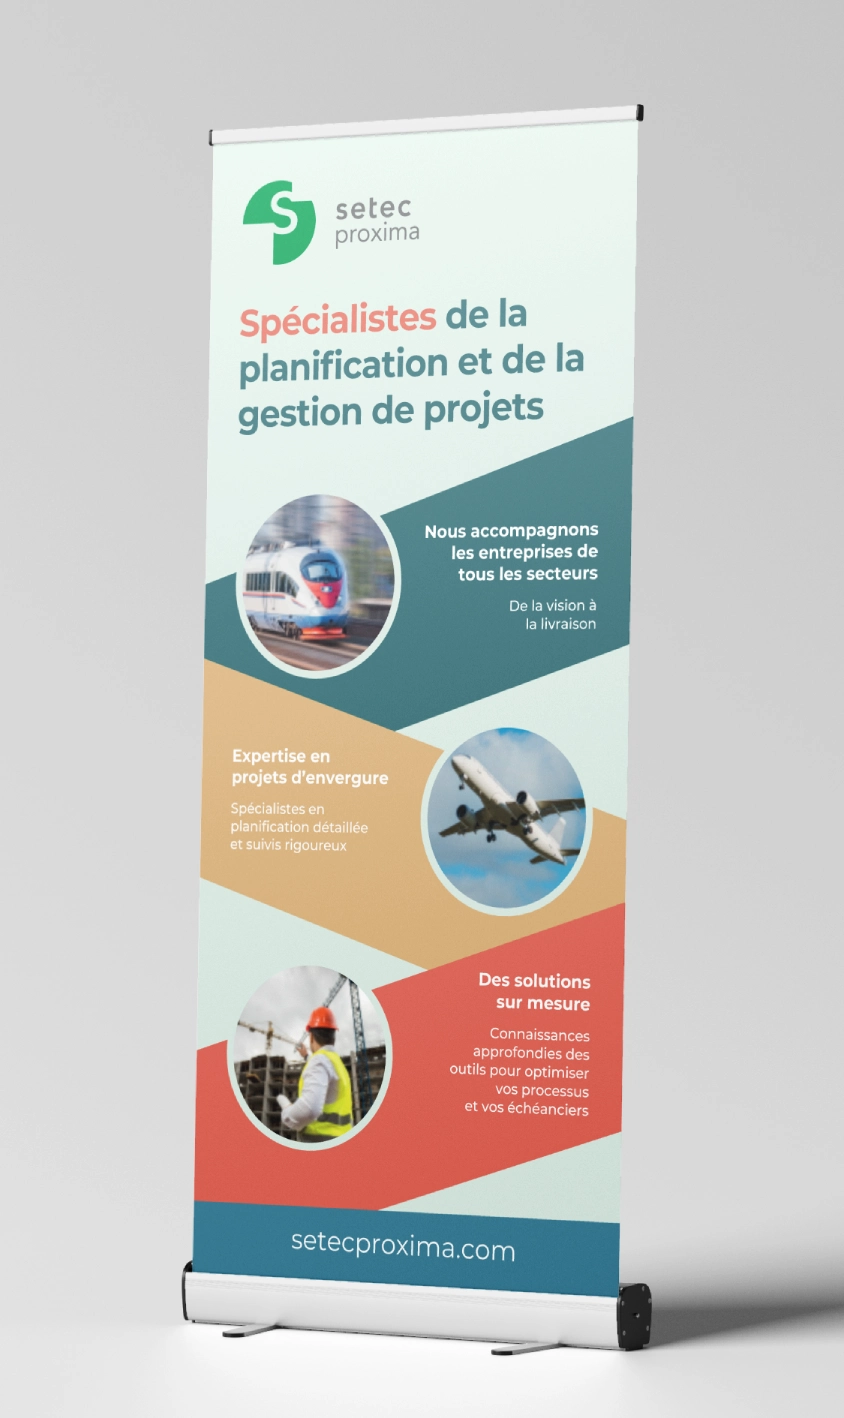 setec
proxima
Spécialistes de la
planification et de la
gestion de projets
Nous accompagnons
les entreprises de
tous les secteurs
De la vision à
la livraison
Expertise en
projets d'envergure
Spécialistes en
planification détaillée
et suivis rigoureux
Des solutions
sur mesure
Connaissances
approfondies des
outils pour optimiser
vos processus
et vos échéanciers
setecproxima.com